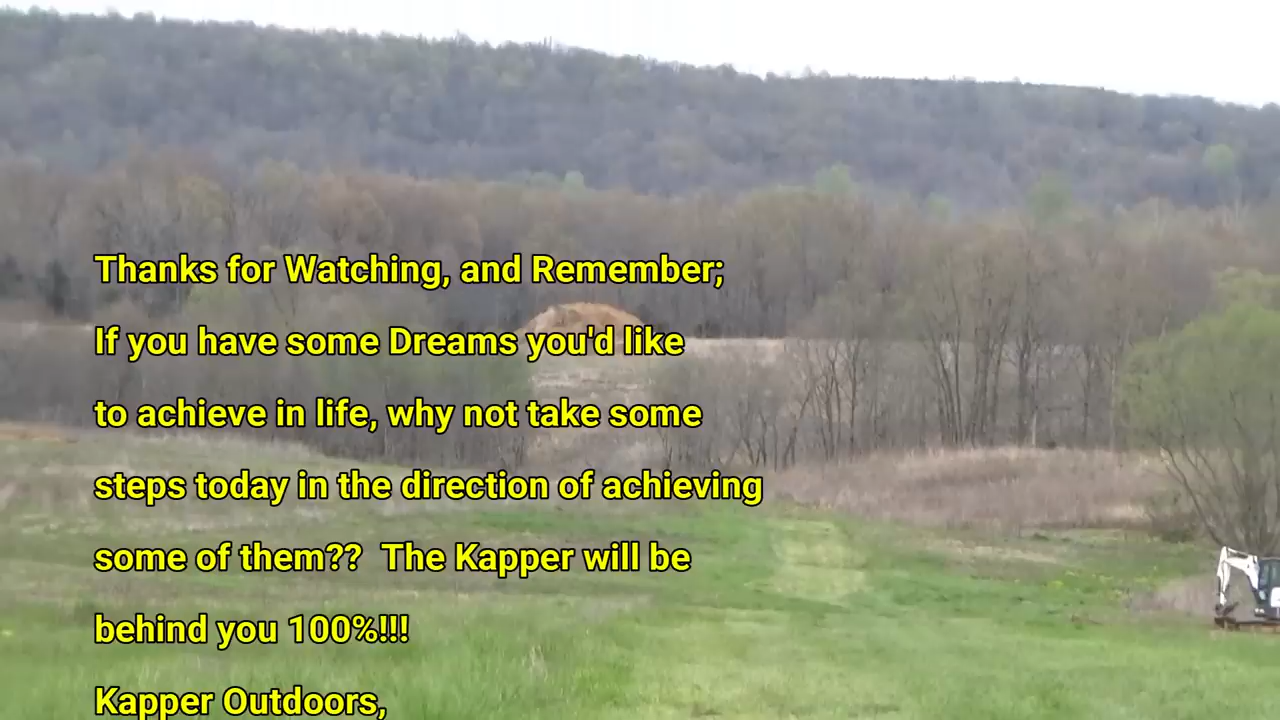 Thanks for Watching, and Remember;
If you have some Dreams you'd like
to achieve in life, why not take some
steps today in the direction of achieving
some of them??  The Kapper will be
behind you 100%!!!
Kapper Outdoors,